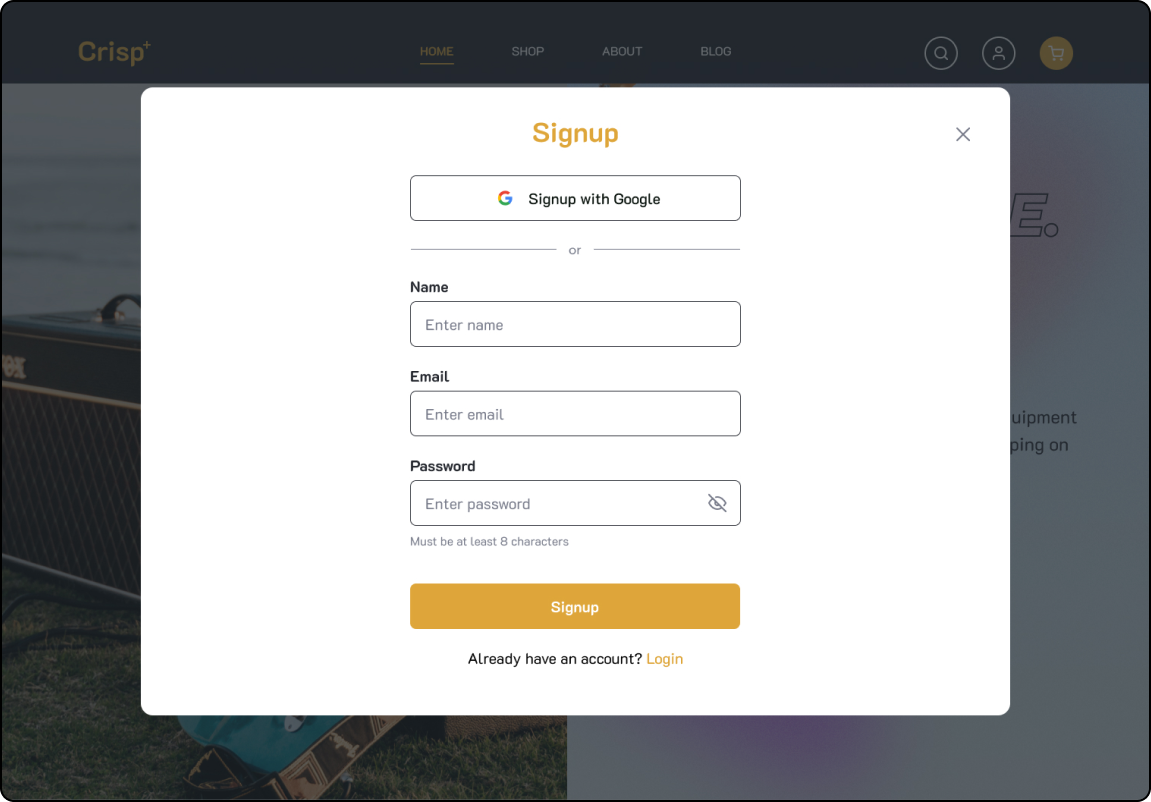 Crisp+
HOME
SHOP
ABOUT
BLOG
Signup
Signup with Google
or
Name
Enter name
Email
Enter email
Password
Enter password
Must be at least 8 characters
Signup
Already have an account? Login
E.
uipment
ping on